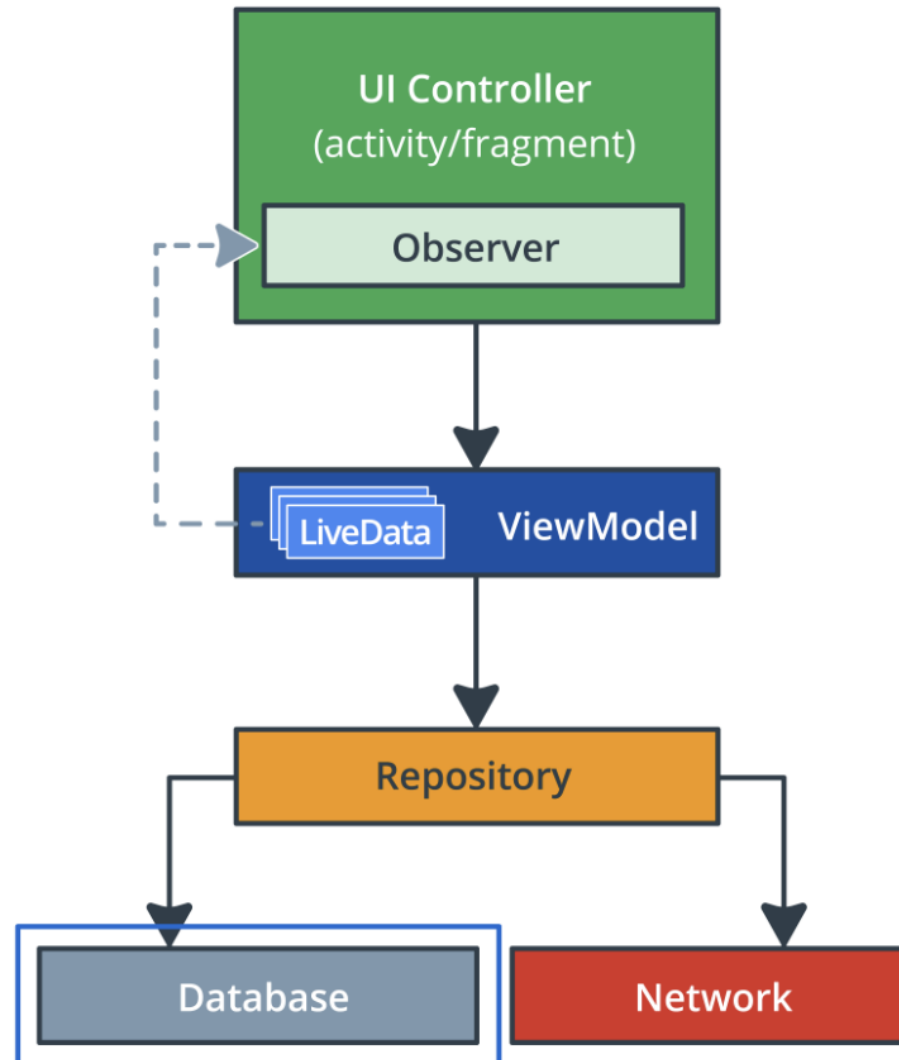 UI Controller
(activity/fragment)
Observer
LiveData
ViewModel
Repository
Database
Network